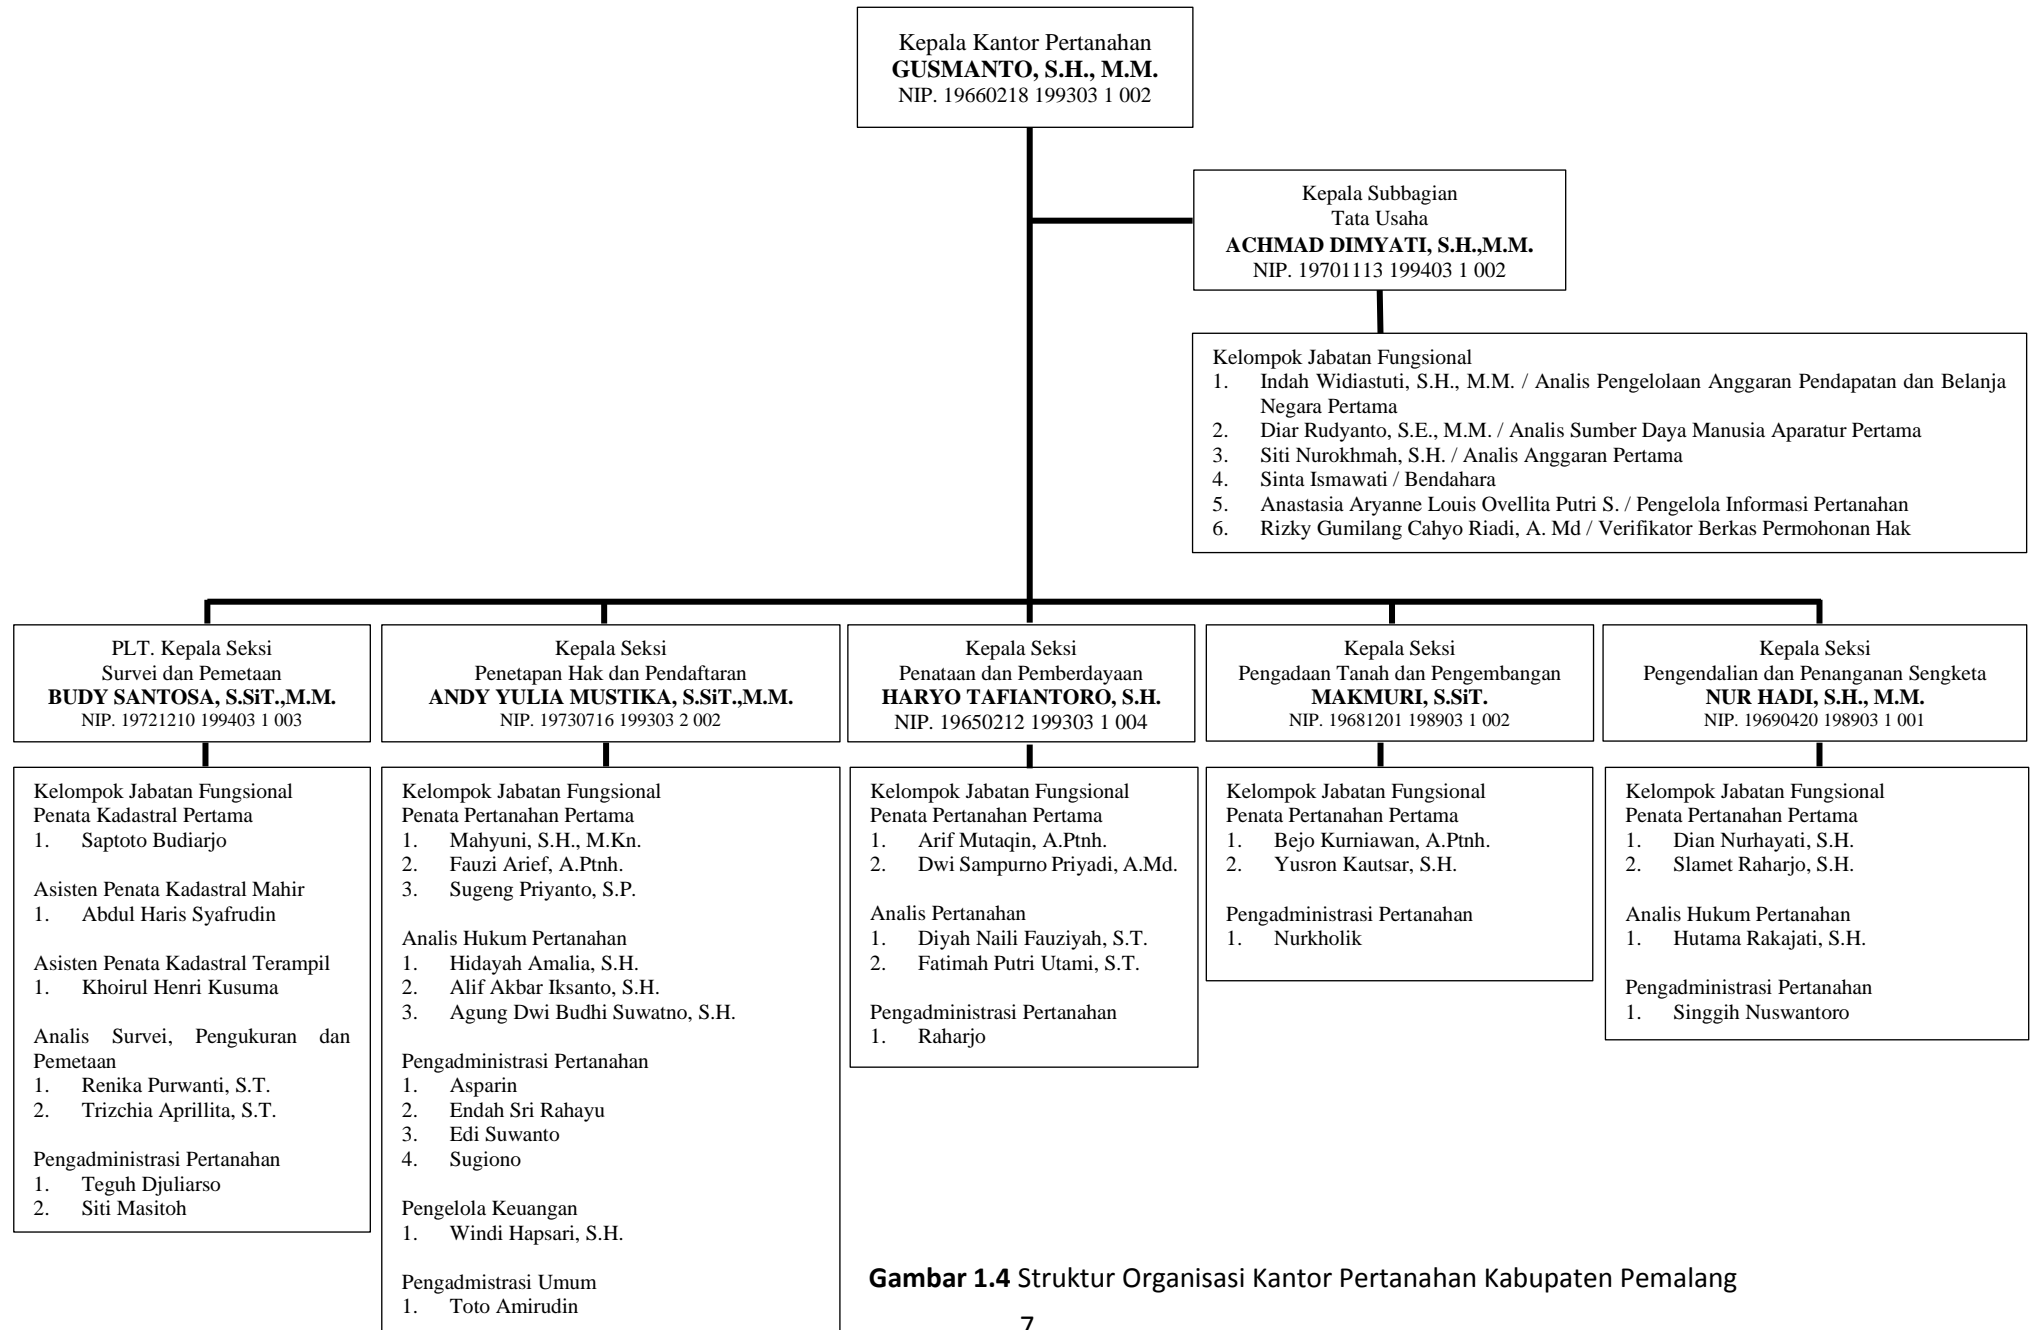 Kepala Kantor Pertanahan
GUSMANTO, S.H., M.M.
NIP. 19660218 199303 1 002
Kepala Subbagian
Tata Usaha
ACHMAD DIMYATI, S.H.,M.M.
NIP. 19701113 199403 1 002
Kelompok Jabatan Fungsional
1. Indah Widiastuti, S.H., M.M. / Analis Pengelolaan Anggaran Pendapatan dan Belanja
Negara Pertama
2. Diar Rudyanto, S.E., M.M. / Analis Sumber Daya Manusia Aparatur Pertama
3. Siti Nurokhmah, S.H. / Analis Anggaran Pertama
4. Sinta Ismawati / Bendahara
5. Anastasia Aryanne Louis Ovellita Putri S. / Pengelola Informasi Pertanahan
6. Rizky Gumilang Cahyo Riadi, A. Md / Verifikator Berkas Permohonan Hak
PLT. Kepala Seksi
Survei dan Pemetaan
BUDY SANTOSA, S.SiT.,M.M.
NIP. 19721210 199403 1 003
Kelompok Jabatan Fungsional
Penata Kadastral Pertama
1. Saptoto Budiarjo
Asisten Penata Kadastral Mahir
1. Abdul Haris Syafrudin
Asisten Penata Kadastral Terampil
1. Khoirul Henri Kusuma
Analis Survei, Pengukuran dan
Pemetaan
1. Renika Purwanti, S.T.
2. Trizchia Aprillita, S.T.
Pengadministrasi Pertanahan
1. Teguh Djuliarso
2. Siti Masitoh
Kepala Seksi
Penetapan Hak dan Pendaftaran
ANDY YULIA MUSTIKA, S.SiT.,M.M.
NIP. 19730716 199303 2 002
Kelompok Jabatan Fungsional
Penata Pertanahan Pertama
1. Mahyuni, S.H., M.Kn.
2. Fauzi Arief, A.Ptnh.
3. Sugeng Priyanto, S.P.
Analis Hukum Pertanahan
1. Hidayah Amalia, S.H.
2. Alif Akbar Iksanto, S.H.
3. Agung Dwi Budhi Suwatno, S.H.
Pengadministrasi Pertanahan
1. Asparin
2. Endah Sri Rahayu
3. Edi Suwanto
4. Sugiono
Pengelola Keuangan
1. Windi Hapsari, S.H.
Pengadmistrasi Umum
1. Toto Amirudin
Kepala Seksi
Penataan dan Pemberdayaan
HARYO TAFIANTORO, S.H.
NIP. 19650212 199303 1 004
Kelompok Jabatan Fungsional
Penata Pertanahan Pertama
1. Arif Mutaqin, A.Ptnh.
2. Dwi Sampurno Priyadi, A.Md.
Analis Pertanahan
1. Diyah Naili Fauziyah, S.T.
2. Fatimah Putri Utami, S.T.
Pengadministrasi Pertanahan
1. Raharjo
Kepala Seksi
Pengadaan Tanah dan Pengembangan
MAKMURI, S.SiT.
NIP. 19681201 198903 1 002
Kelompok Jabatan Fungsional
Penata Pertanahan Pertama
1. Bejo Kurniawan, A.Ptnh.
2. Yusron Kautsar, S.H.
Pengadministrasi Pertanahan
1. Nurkholik
Kepala Seksi
Pengendalian dan Penanganan Sengketa
NUR HADI, S.H., M.M.
NIP. 19690420 198903 1 001
Kelompok Jabatan Fungsional
Penata Pertanahan Pertama
1. Dian Nurhayati, S.H.
2. Slamet Raharjo, S.H.
Analis Hukum Pertanahan
1. Hutama Rakajati, S.H.
Pengadministrasi Pertanahan
1. Singgih Nuswantoro
Gambar 1.4 Struktur Organisasi Kantor Pertanahan Kabupaten Pemalang
7